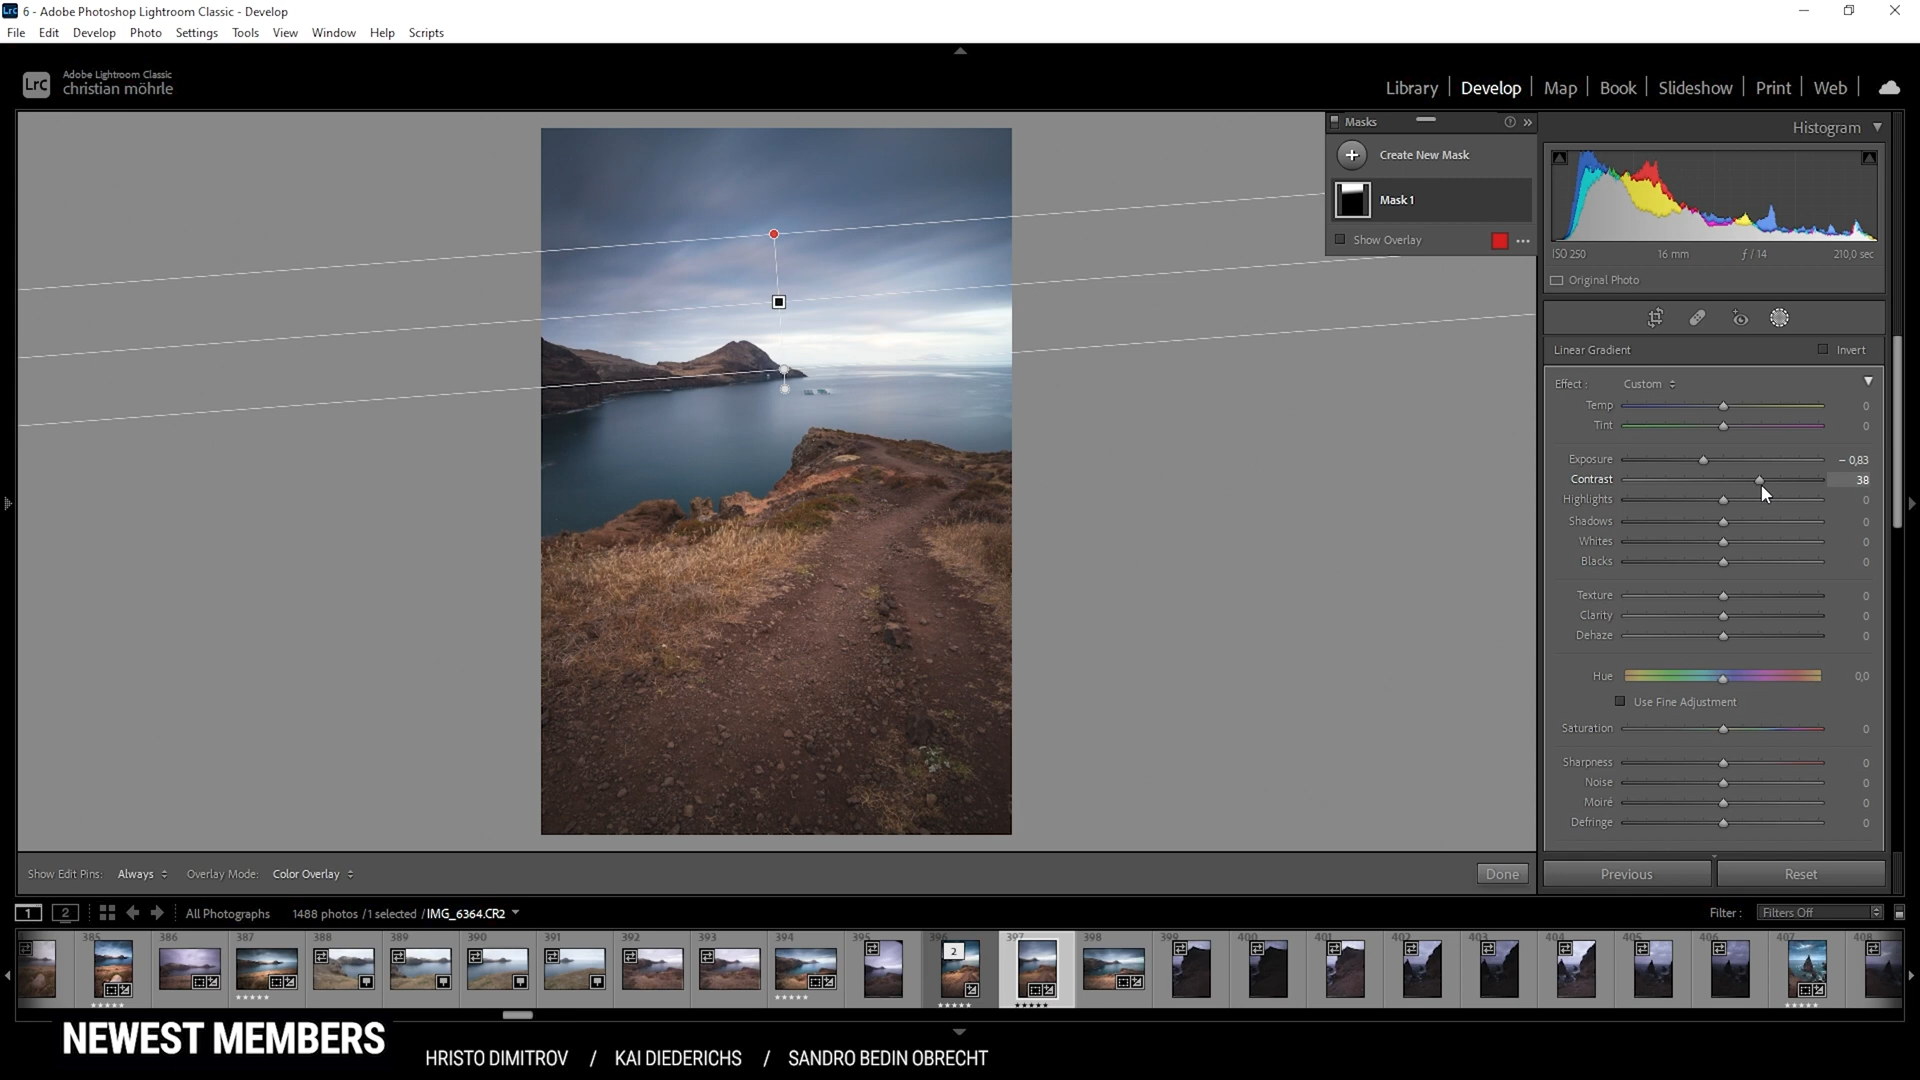 6 - Adobe Photoshop Lightroom Classic - Develop
File Edit Develop Photo Settings Tools View Window Help Scripts
Lrc
Adobe Lightroom Classic
christian möhrle
Library | Develop | Map | Book | Slideshow | Print | Web
Masks
Create New Mask
Mask 1
Show Overlay
Histogram
ISO 250 16 mm f / 14 210,0 sec
Original Photo
Linear Gradient Invert
Effect : Custom
Temp 0
Tint 0
Exposure – 0,83
Contrast 38
Highlights 0
Shadows 0
Whites 0
Blacks 0
Texture 0
Clarity 0
Dehaze 0
Hue 0,0
Use Fine Adjustment
Saturation 0
Sharpness 0
Noise 0
Moiré 0
Defringe 0
Show Edit Pins: Always Overlay Mode: Color Overlay Done
Previous Reset
1 2 All Photographs 1488 photos / 1 selected / IMG_6364.CR2 Filter : Filters Off
385 386 387 388 389 390 391 392 393 394 395 396 397 398 399 400 401 402 403 404 405 406 407 408
2
NEWEST MEMBERS
HRISTO DIMITROV / KAI DIEDERICHS / SANDRO BEDIN OBRECHT